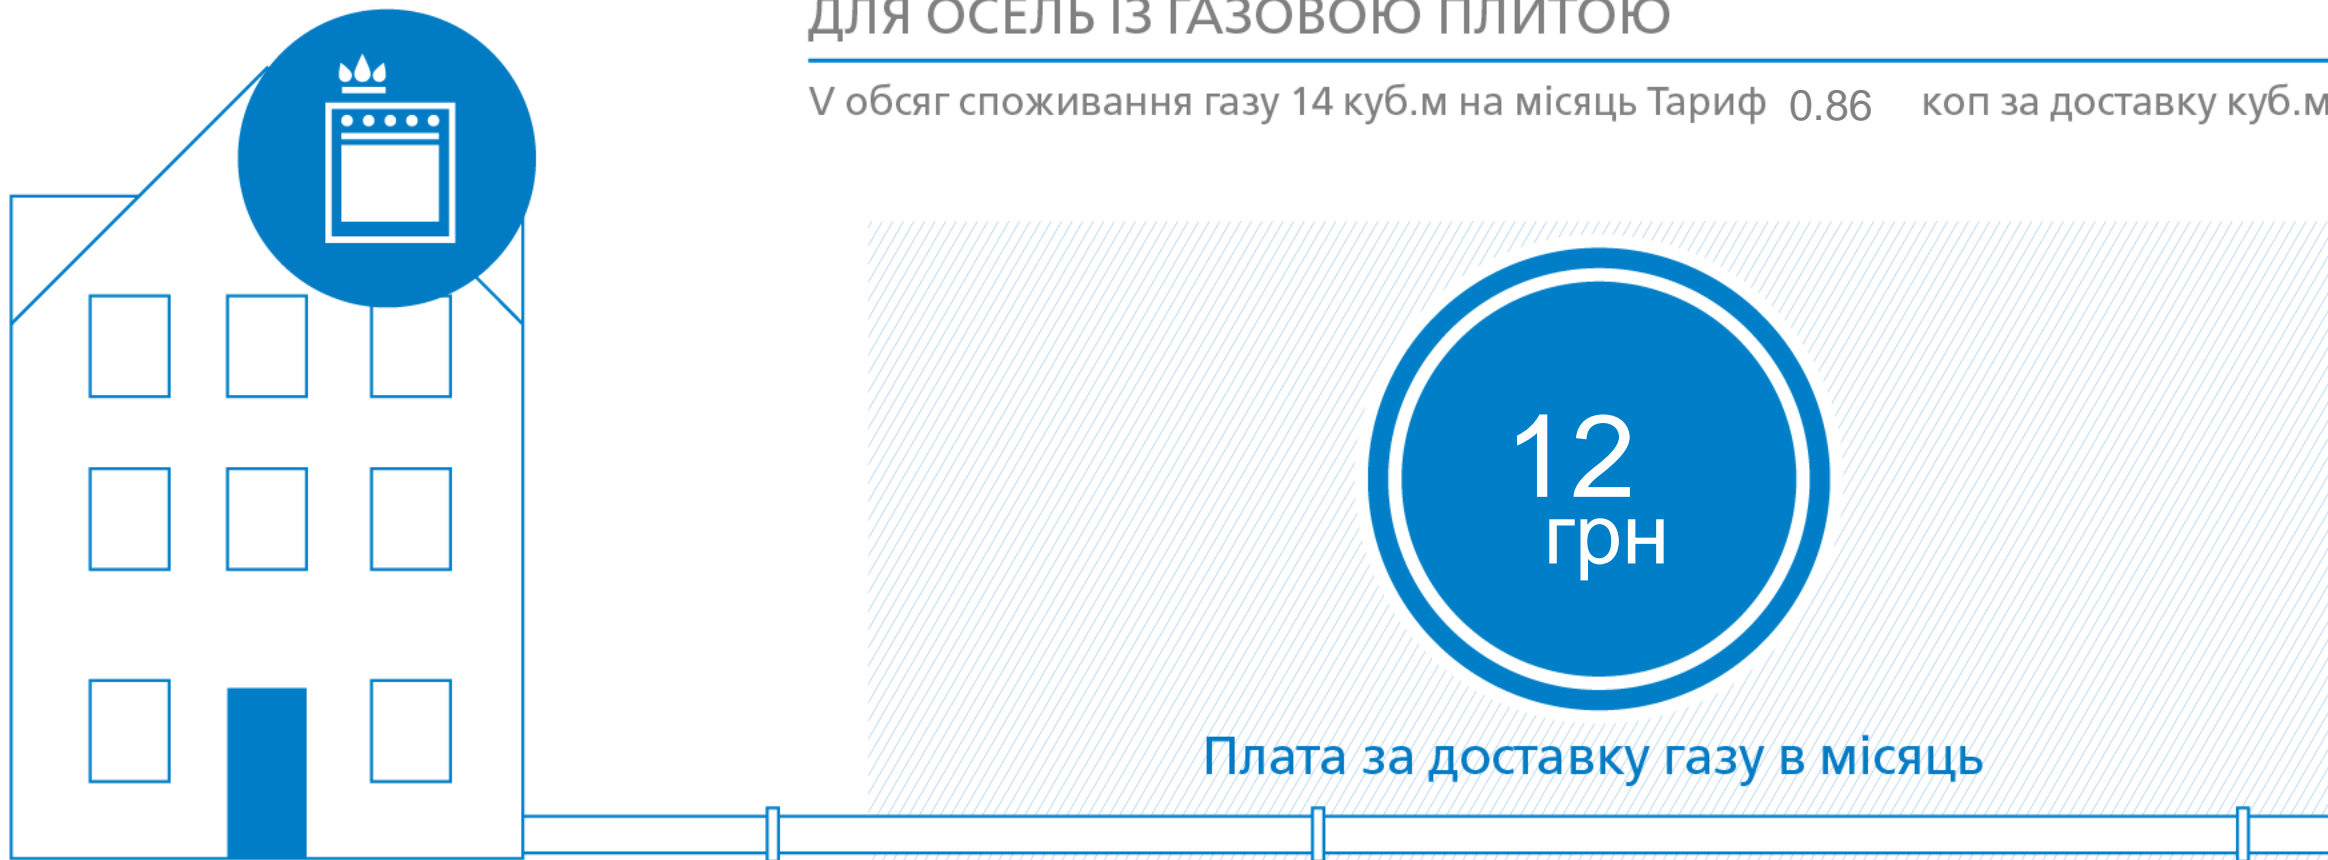 ДЛЯ ОСЕЛЬ ІЗ ГАЗОВОЮ ПЛИТОЮ
V обсяг споживання газу 14 куб.м на місяць Тариф 0.86 коп за доставку куб.м
12
грн
Плата за доставку газу в місяць